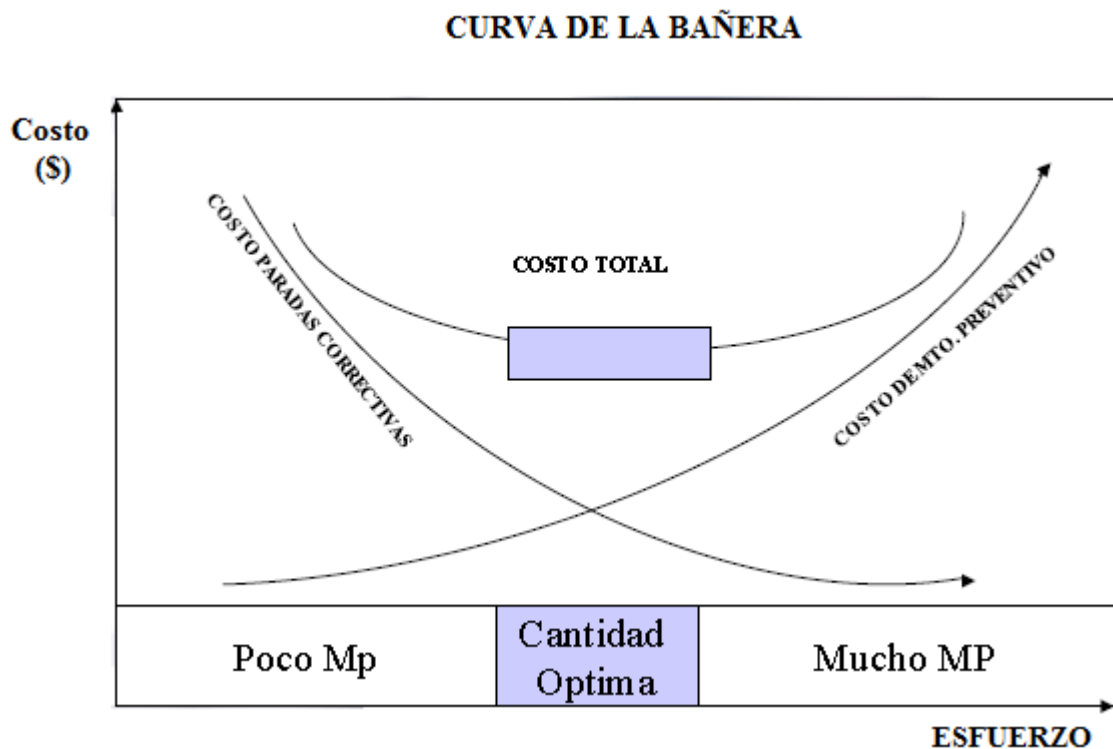 CURVA DE LA BAÑERA
Costo
($)
COSTO PARADAS CORRECTIVAS
COSTO TOTAL
COSTO DEMTO. PREVENTIVO
Poco Mp
Cantidad
Optima
Mucho MP
ESFUERZO